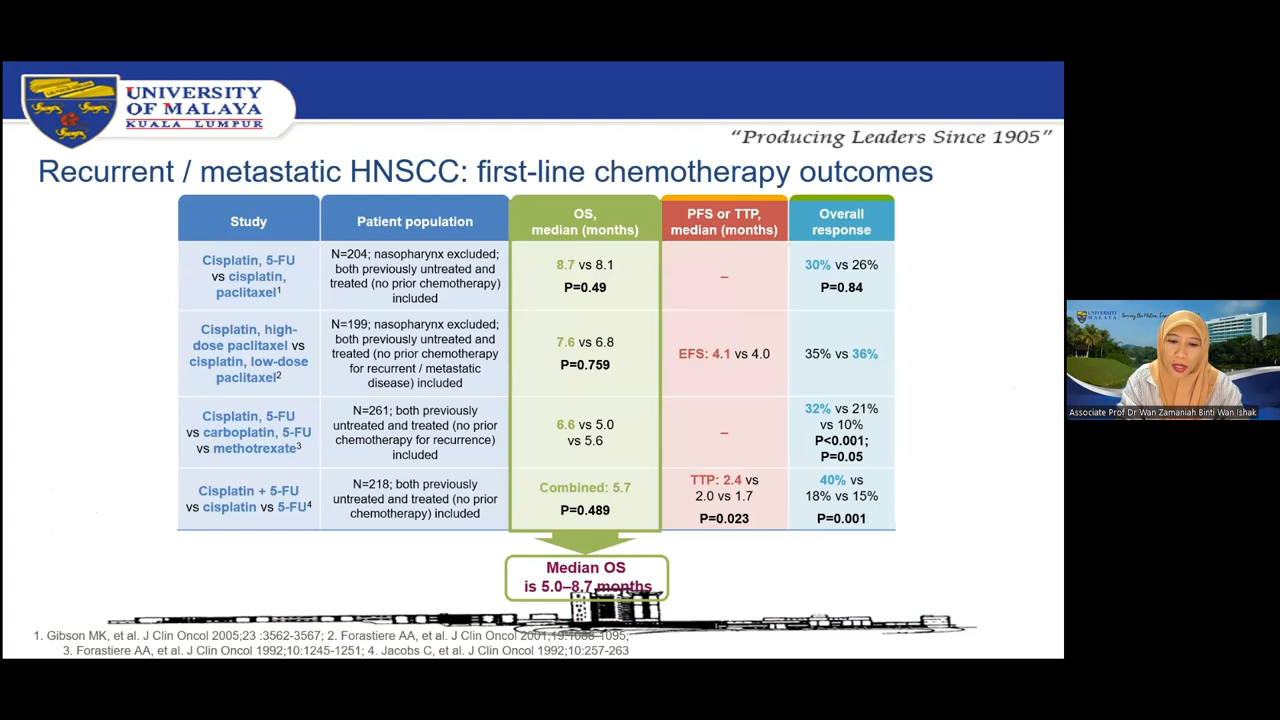 UNIVERSITY
OF MALAYA
KUALA LUMPUR
“Producing Leaders Since 1905”
Recurrent / metastatic HNSCC: first-line chemotherapy outcomes
Study
Patient population
OS,
median (months)
PFS or TTP,
median (months)
Overall
response
Cisplatin, 5-FU
vs cisplatin,
paclitaxel1
N=204; nasopharynx excluded;
both previously untreated and
treated (no prior chemotherapy)
included
8.7 vs 8.1
P=0.49
–
30% vs 26%
P=0.84
Cisplatin, high-
dose paclitaxel vs
cisplatin, low-dose
paclitaxel2
N=199; nasopharynx excluded;
both previously untreated and
treated (no prior chemotherapy
for recurrent / metastatic
disease) included
7.6 vs 6.8
P=0.759
EFS: 4.1 vs 4.0
35% vs 36%
Cisplatin, 5-FU
vs carboplatin, 5-FU
vs methotrexate3
N=261; both previously
untreated and treated (no prior
chemotherapy for recurrence)
included
6.6 vs 5.0
vs 5.6
–
32% vs 21%
vs 10%
P<0.001;
P=0.05
Cisplatin + 5-FU
vs cisplatin vs 5-FU4
N=218; both previously
untreated and treated (no prior
chemotherapy) included
Combined: 5.7
P=0.489
TTP: 2.4 vs
2.0 vs 1.7
P=0.023
40% vs
18% vs 15%
P=0.001
Median OS
is 5.0–8.7 months
1. Gibson MK, et al. J Clin Oncol 2005;23 :3562-3567; 2. Forastiere AA, et al. J Clin Oncol 2001;19:1088-1095;
3. Forastiere AA, et al. J Clin Oncol 1992;10:1245-1251; 4. Jacobs C, et al. J Clin Oncol 1992;10:257-263
Associate Prof Dr Wan Zamaniah Binti Wan Ishak